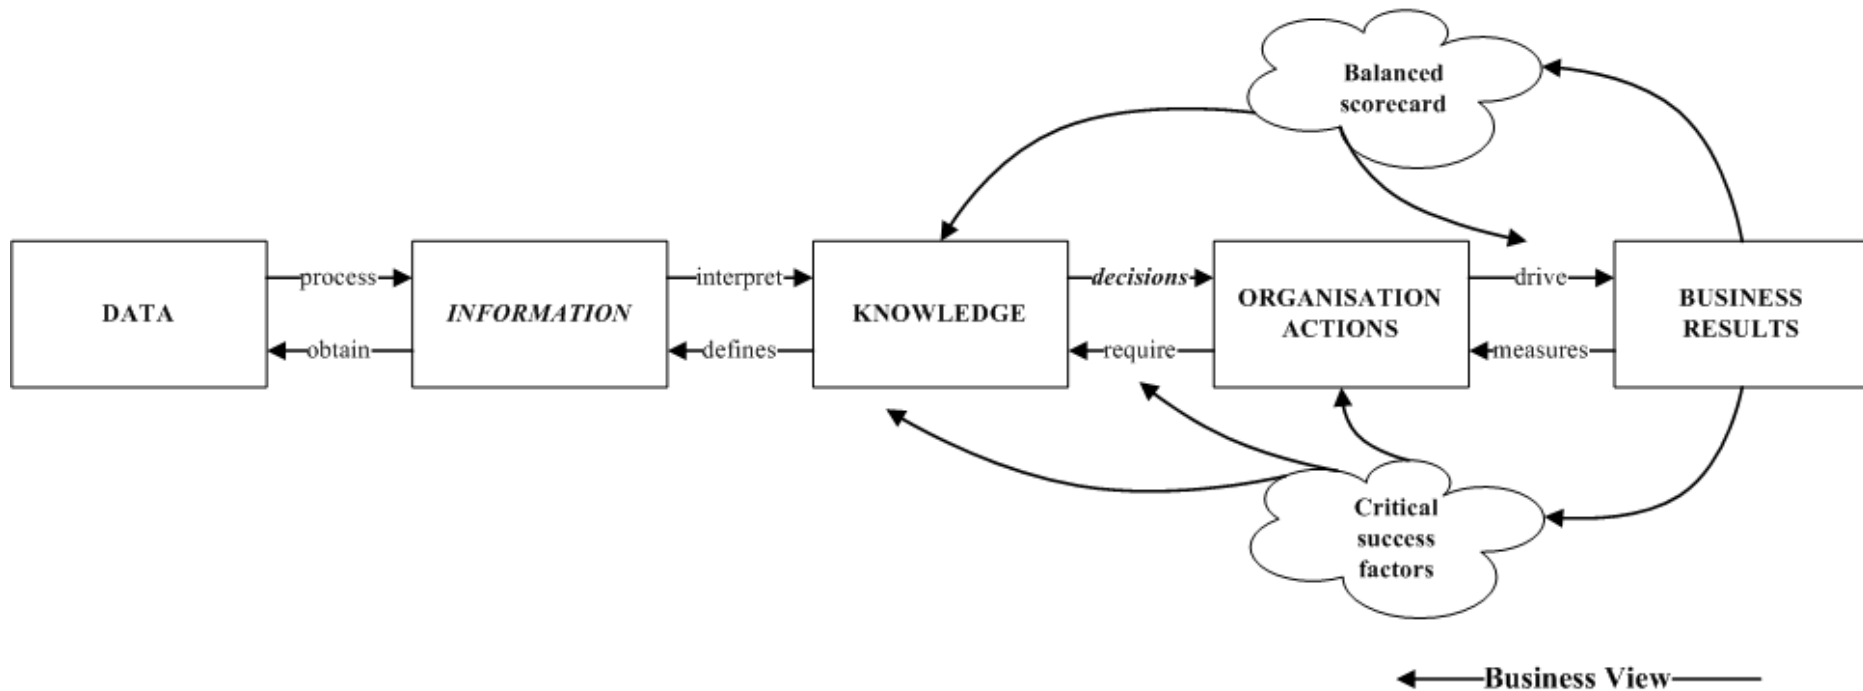 Balanced
scorecard
process
interpret
decisions
drive
DATA
INFORMATION
KNOWLEDGE
ORGANISATION
ACTIONS
BUSINESS
RESULTS
obtain
defines
require
measures
Critical
success
factors
Business View